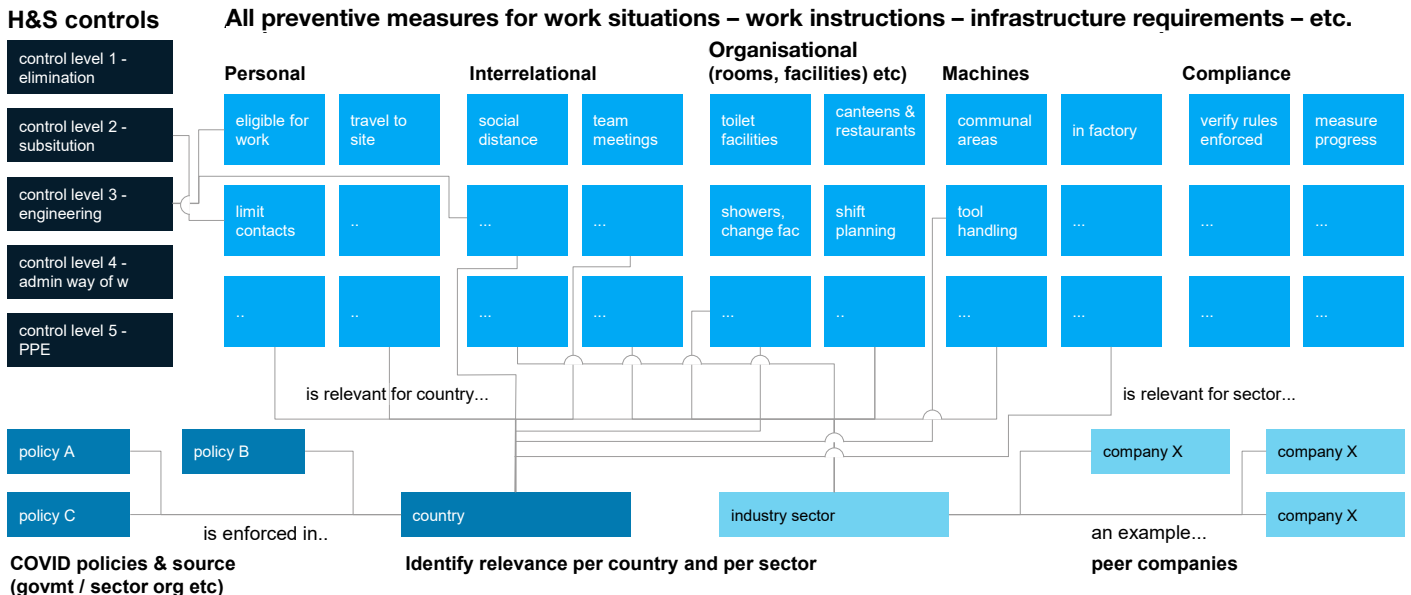 H&S controls
All preventive measures for work situations – work instructions – infrastructure requirements – etc.
control level 1 -
elimination
control level 2 -
subsitution
control level 3 -
engineering
control level 4 -
admin way of w
control level 5 -
PPE
Personal
Interrelational
Organisational
(rooms, facilities) etc)
Machines
Compliance
eligible for
work
travel to
site
social
distance
team
meetings
toilet
facilities
canteens &
restaurants
communal
areas
in factory
verify rules
enforced
measure
progress
limit
contacts
..
...
...
showers,
change fac
shift
planning
tool
handling
...
...
...
..
...
...
...
...
..
...
...
...
...
is relevant for country...
is relevant for sector...
policy A
policy B
company X
company X
policy C
country
industry sector
company X
is enforced in..
an example...
COVID policies & source
(govmt / sector org etc)
Identify relevance per country and per sector
peer companies